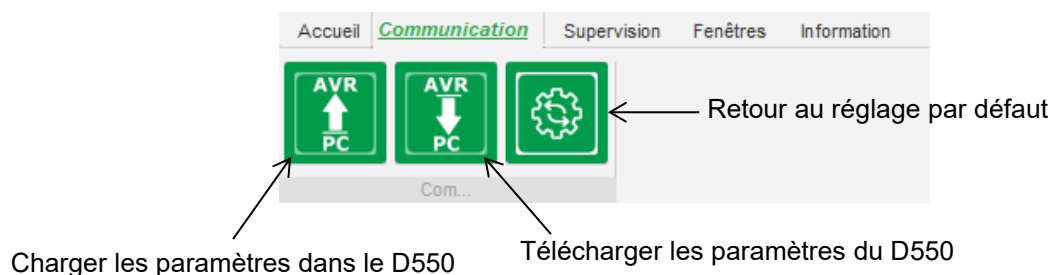 Accueil Communication Supervision Fenêtres Information
AVR
PC
AVR
PC
Retour au réglage par défaut
Com...
Charger les paramètres dans le D550
Télécharger les paramètres du D550